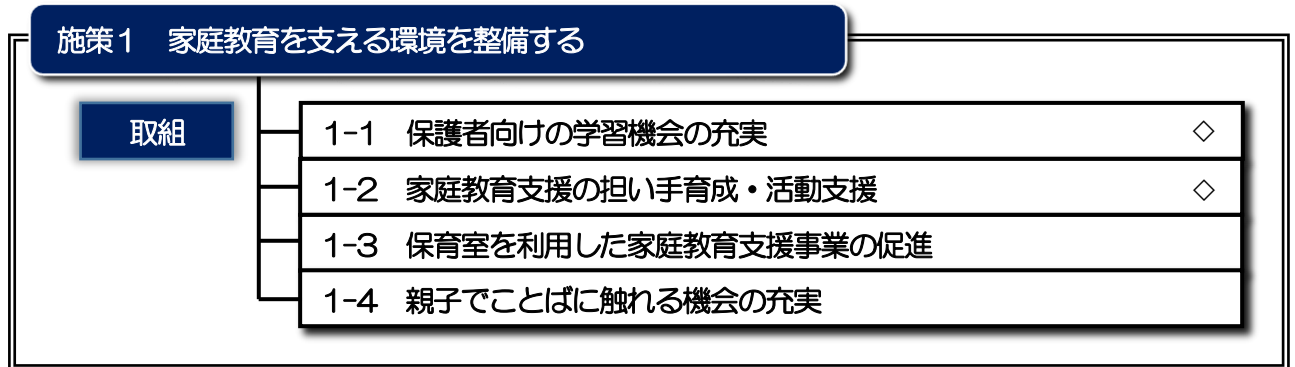 施策１　家庭教育を支える環境を整備する
取組
1-1　保護者向けの学習機会の充実　◇
1-2　家庭教育支援の担い手育成・活動支援　◇
1-3　保育室を利用した家庭教育支援事業の促進
1-4　親子でことばに触れる機会の充実